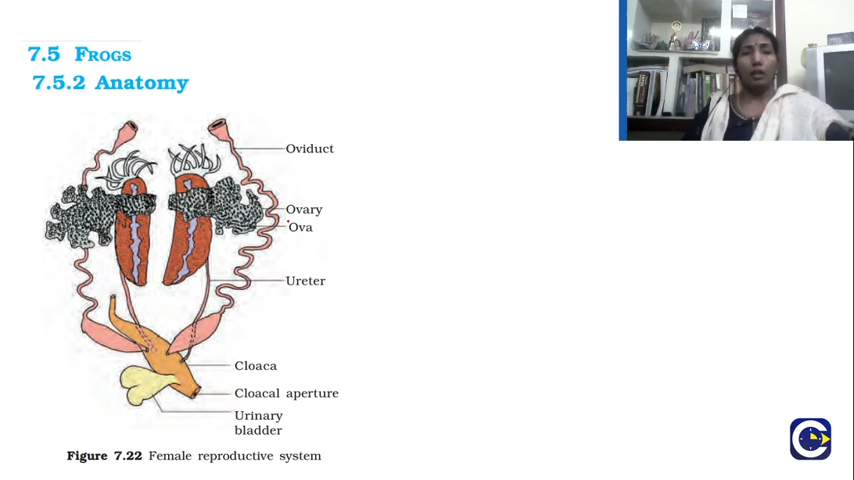 7.5 FROGS
7.5.2 Anatomy
Oviduct
Ovary
Ova
Ureter
Cloaca
Cloacal aperture
Urinary
bladder
Figure 7.22 Female reproductive system